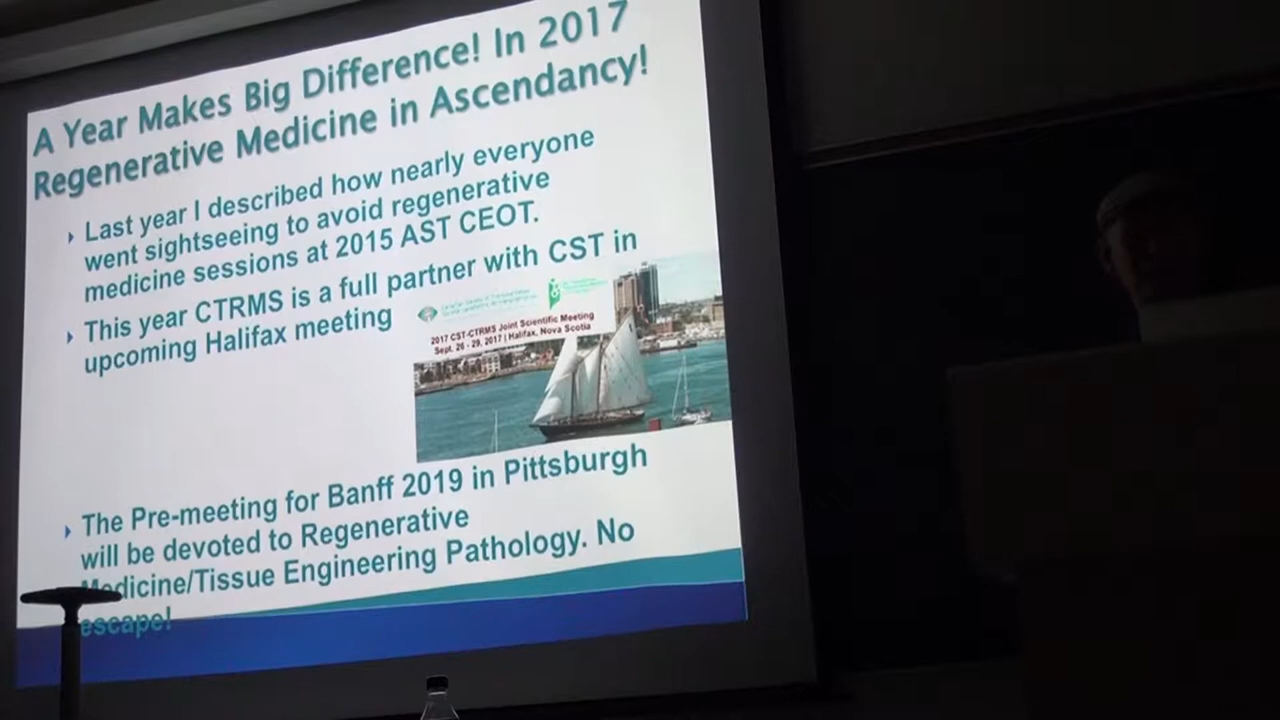 A Year Makes Big Difference! In 2017
Regenerative Medicine in Ascendancy!
Last year I described how nearly everyone
went sightseeing to avoid regenerative
medicine sessions at 2015 AST CEOT.
This year CTRMS is a full partner with CST in
upcoming Halifax meeting
2017 CST-CTRMS Joint Scientific Meeting
Sept. 26 - 29, 2017 | Halifax, Nova Scotia
The Pre-meeting for Banff 2019 in Pittsburgh
will be devoted to Regenerative
Medicine/Tissue Engineering Pathology. No
escape!